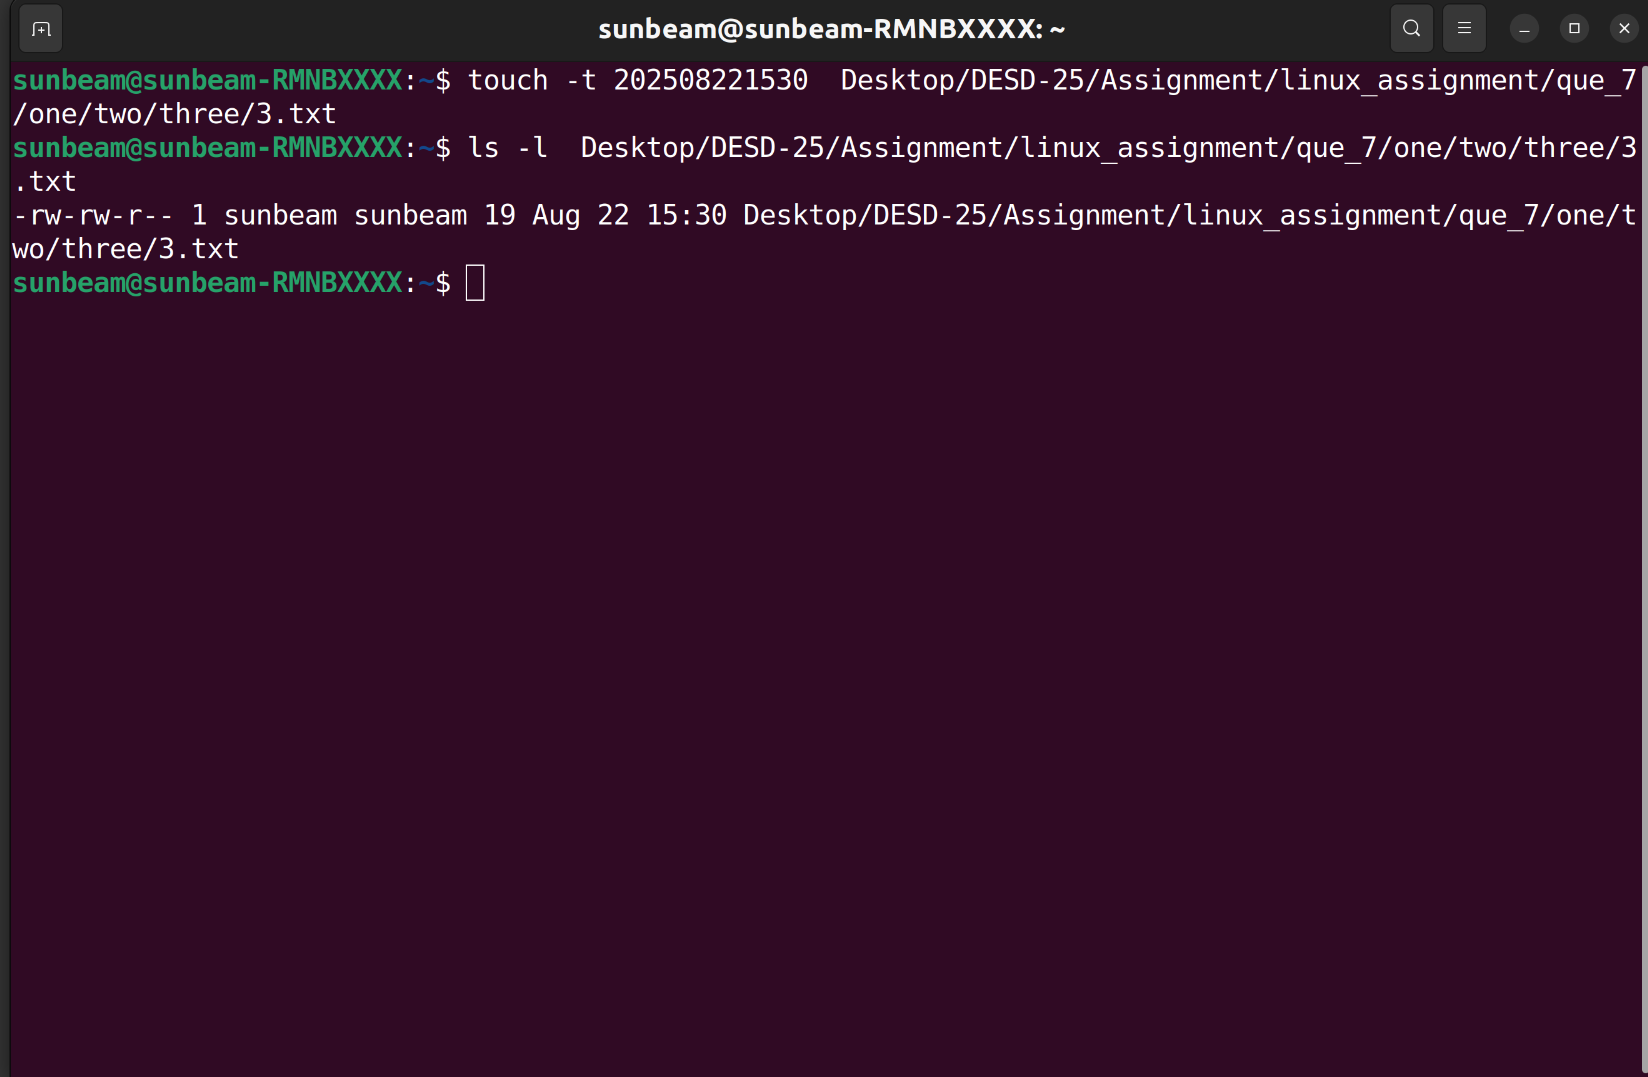 sunbeam@sunbeam-RMNBXXXX: ~
sunbeam@sunbeam-RMNBXXXX:~$ touch -t 202508221530  Desktop/DESD-25/Assignment/linux_assignment/que_7
/one/two/three/3.txt
sunbeam@sunbeam-RMNBXXXX:~$ ls -l  Desktop/DESD-25/Assignment/linux_assignment/que_7/one/two/three/3
.txt
-rw-rw-r-- 1 sunbeam sunbeam 19 Aug 22 15:30 Desktop/DESD-25/Assignment/linux_assignment/que_7/one/t
wo/three/3.txt
sunbeam@sunbeam-RMNBXXXX:~$